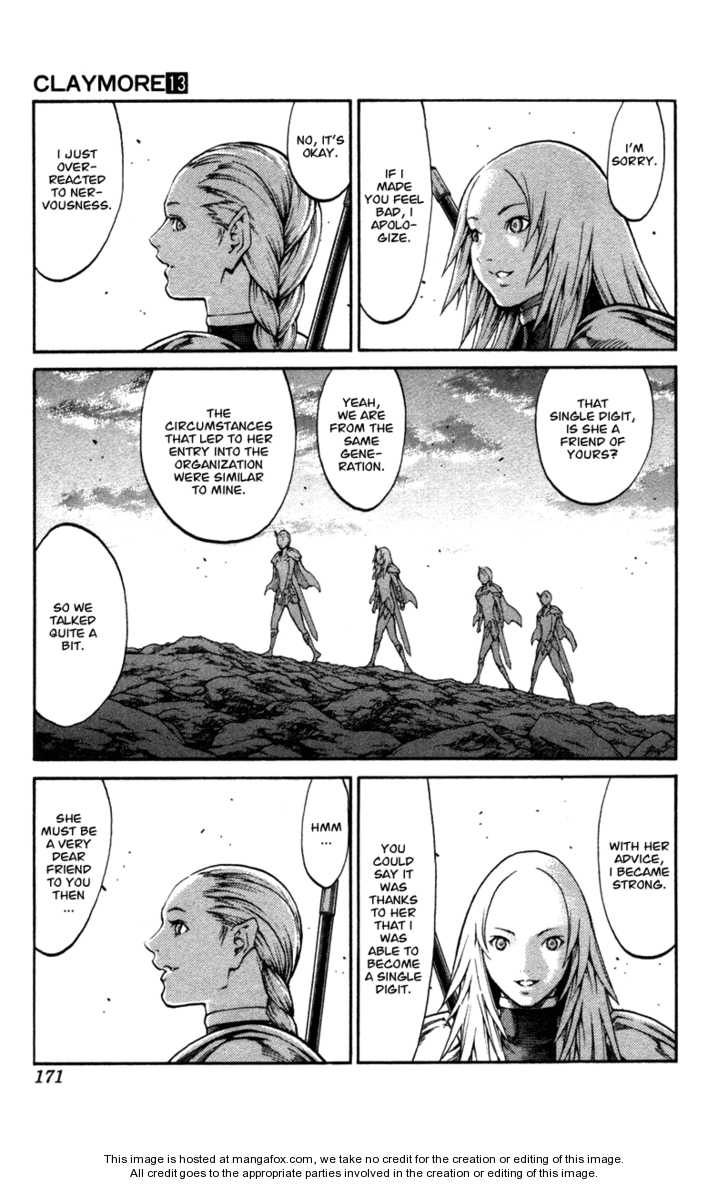 CLAYMORE 13
I'M
SORRY.
IF I
MADE
YOU FEEL
BAD, I
APOLO-
GIZE.
NO, IT'S
OKAY.
I JUST
OVER-
REACTED
TO NER-
VOUSNESS.
THAT
SINGLE DIGIT,
IS SHE A
FRIEND OF
YOURS?
YEAH,
WE ARE
FROM THE
SAME
GENE-
RATION.
THE
CIRCUMSTANCES
THAT LED TO HER
ENTRY INTO THE
ORGANIZATION
WERE SIMILAR
TO MINE.
SO WE
TALKED
QUITE A
BIT.
WITH HER
ADVICE,
I BECAME
STRONG.
YOU
COULD
SAY IT
WAS
THANKS
TO HER
THAT I
WAS
ABLE TO
BECOME
A SINGLE
DIGIT.
HMM
...
SHE
MUST BE
A VERY
DEAR
FRIEND
TO YOU
THEN
...
171
This image is hosted at mangafox.com, we take no credit for the creation or editing of this image.
All credit goes to the appropriate parties involved in the creation or editing of this image.